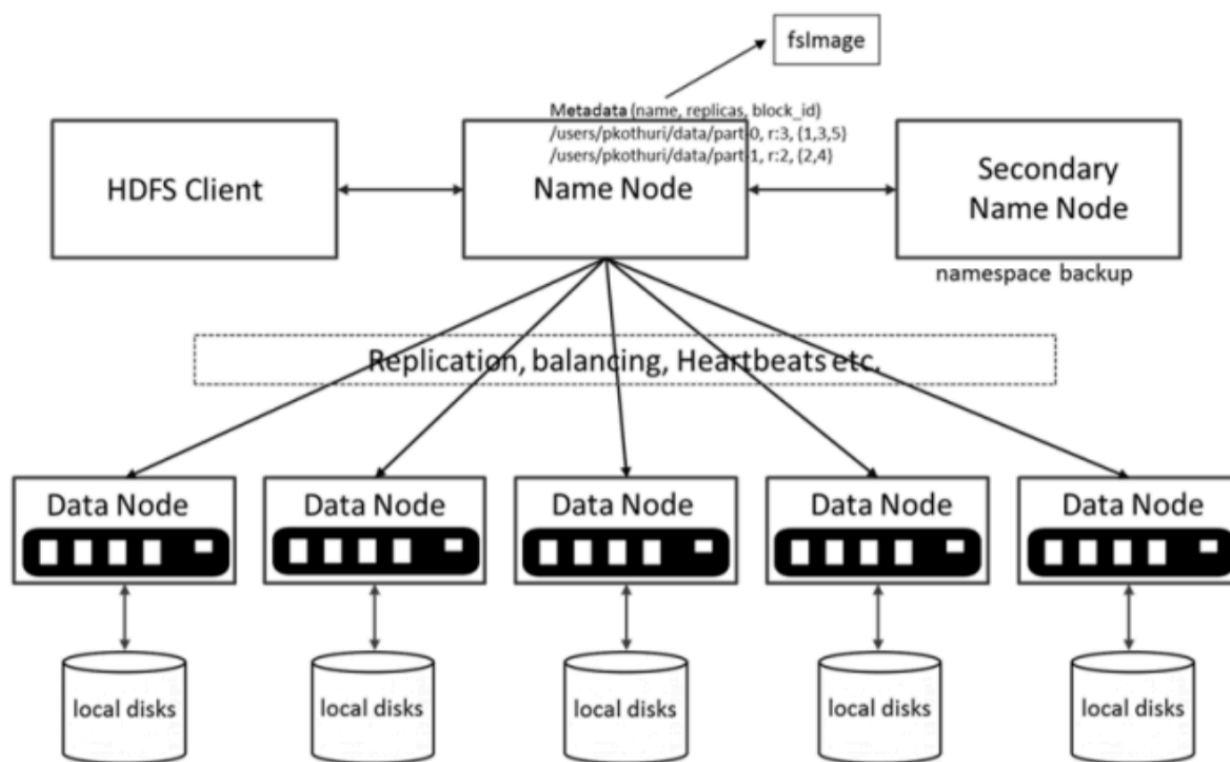 fsImage
Metadata (name, replicas, block_id)
/users/pkothuri/data/part-0, r:3, {1,3,5}
/users/pkothuri/data/part-1, r:2, {2,4}
HDFS Client
Name Node
Secondary
Name Node
namespace backup
Replication, balancing, Heartbeats etc.
Data Node
Data Node
Data Node
Data Node
Data Node
local disks
local disks
local disks
local disks
local disks